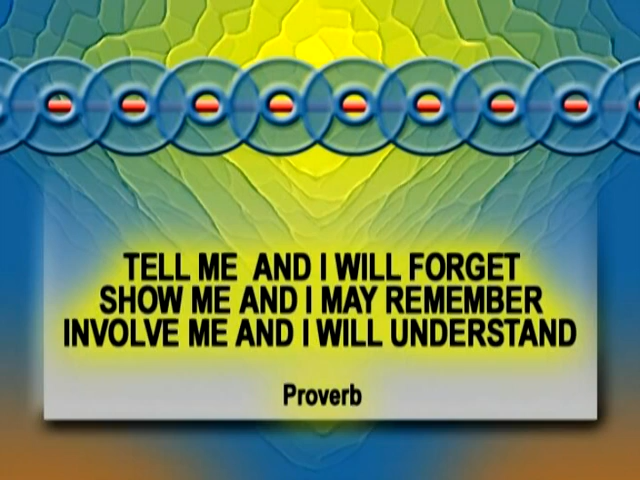 TELL ME AND I WILL FORGET
SHOW ME AND I MAY REMEMBER
INVOLVE ME AND I WILL UNDERSTAND
Proverb